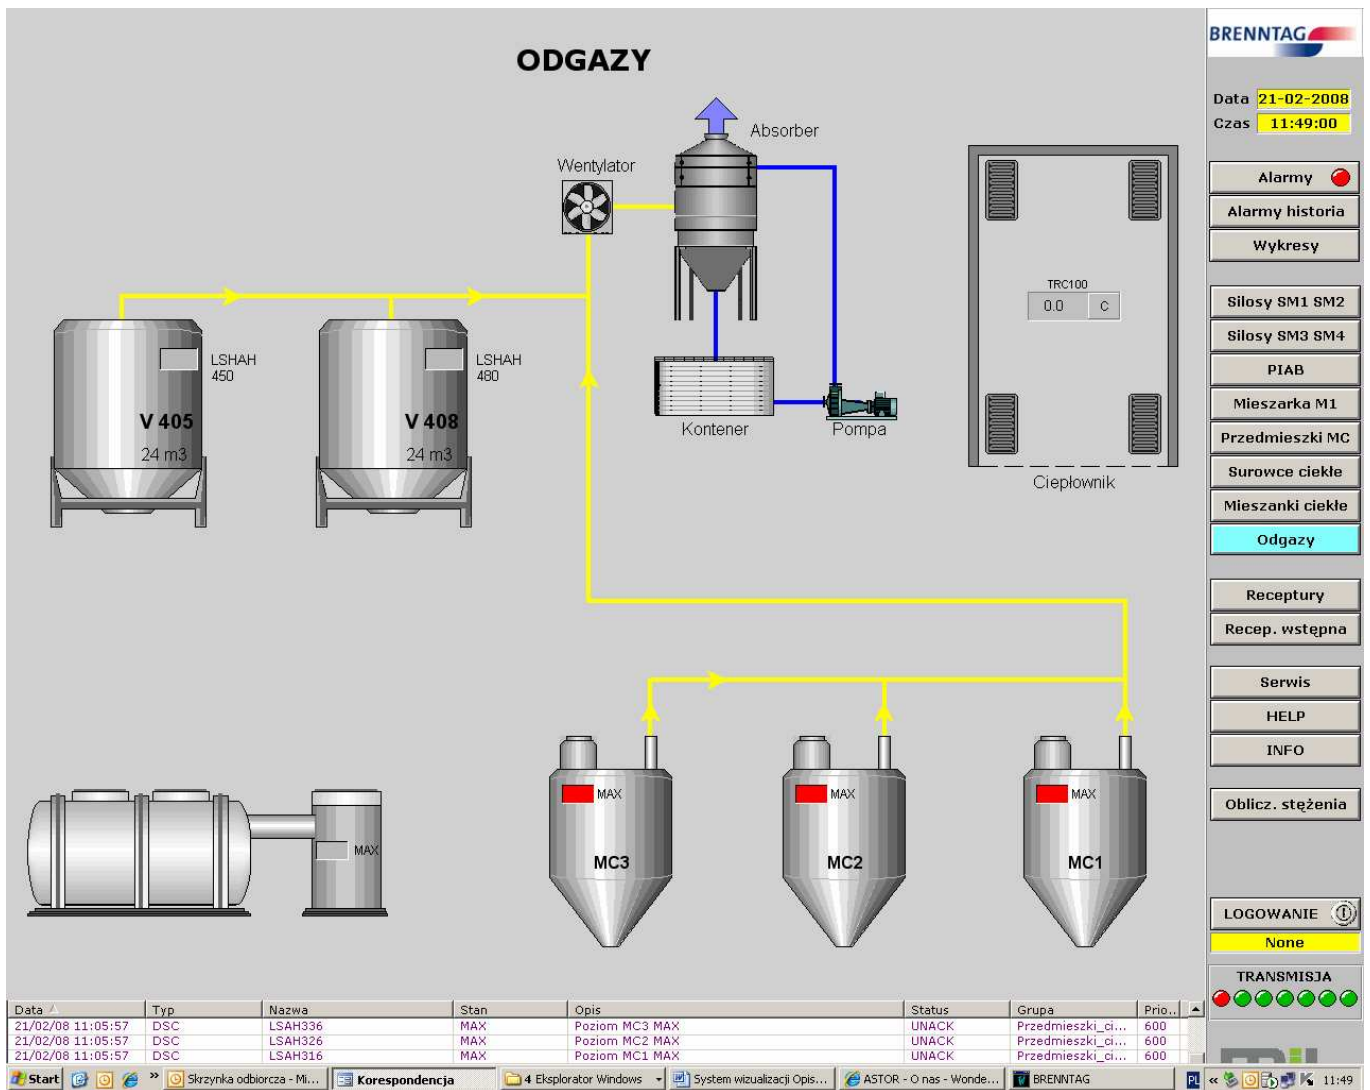 ODGAZY
Absorber
Wentylator
TRC100
0.0 C
LSHAH
450
LSHAH
480
V 405
24 m3
V 408
24 m3
Kontener
Pompa
Ciepłownik
MAX
MAX
MAX
MC3
MC2
MC1
MAX
BRENNTAG
Data 21-02-2008
Czas 11:49:00
Alarmy
Alarmy historia
Wykresy
Silosy SM1 SM2
Silosy SM3 SM4
PIAB
Mieszarka M1
Przedmieszki MC
Surowce ciekłe
Mieszanki ciekłe
Odgazy
Receptury
Recep. wstępna
Serwis
HELP
INFO
Oblicz. stężenia
LOGOWANIE
None
TRANSMISJA
Data Typ Nazwa Stan Opis Status Grupa Prio..
21/02/08 11:05:57 DSC LSAH336 MAX Poziom MC3 MAX UNACK Przedmieszki_ci... 600
21/02/08 11:05:57 DSC LSAH326 MAX Poziom MC2 MAX UNACK Przedmieszki_ci... 600
21/02/08 11:05:57 DSC LSAH316 MAX Poziom MC1 MAX UNACK Przedmieszki_ci... 600
Start » Skrzynka odbiorcza - Mi... Korespondencja 4 Eksplorator Windows System wizualizacji Opis... ASTOR - O nas - Wonde... BRENNTAG PL « 11:49